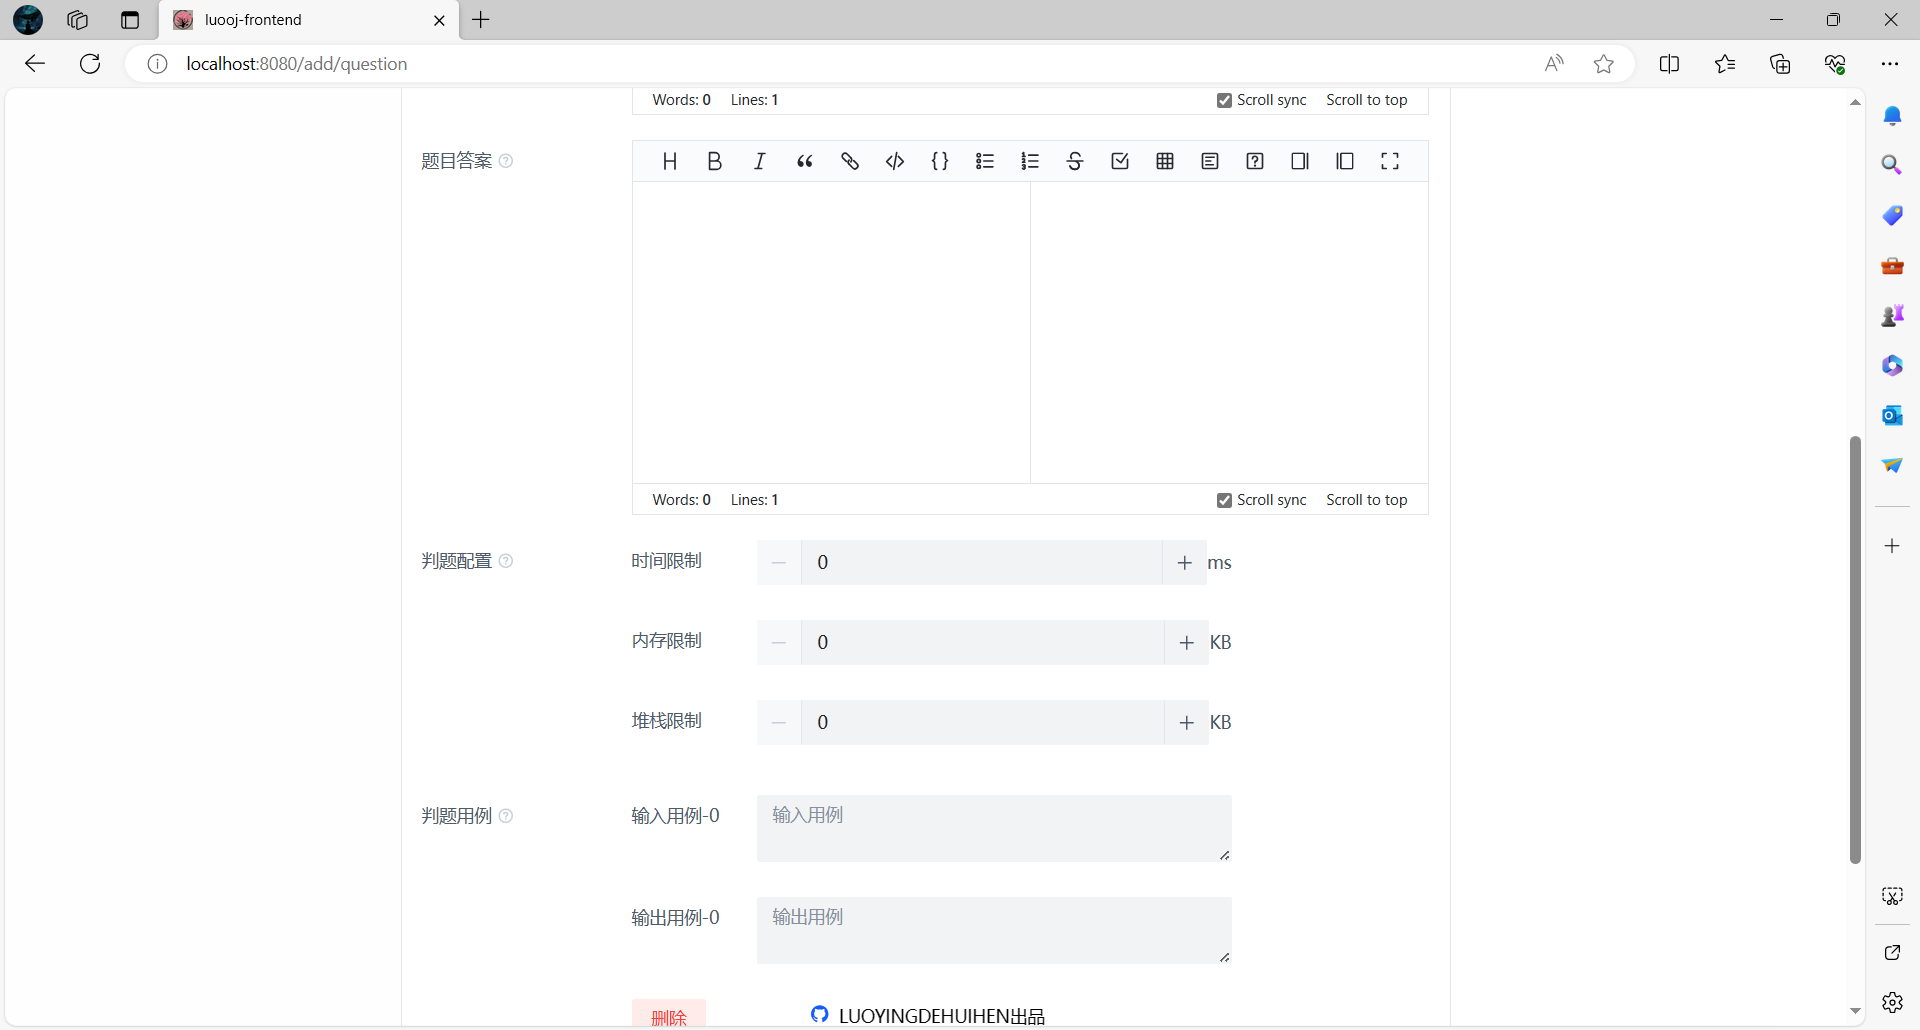 luooj-frontend
localhost:8080/add/question
Words: 0 Lines: 1 Scroll sync Scroll to top
题目答案
Words: 0 Lines: 1 Scroll sync Scroll to top
判题配置 时间限制 0 ms
内存限制 0 KB
堆栈限制 0 KB
判题用例 输入用例-0 输入用例
输出用例-0 输出用例
删除 LUOYINGDEHUIHEN出品